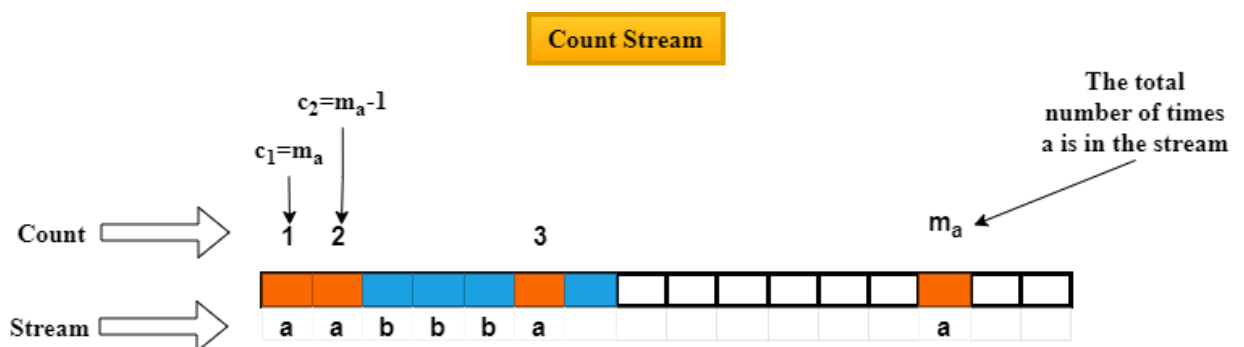 Count Stream
The total
number of times
a is in the stream
c₂=mₐ-1
c₁=mₐ
Count 1 2 3 mₐ
Stream a a b b b a a